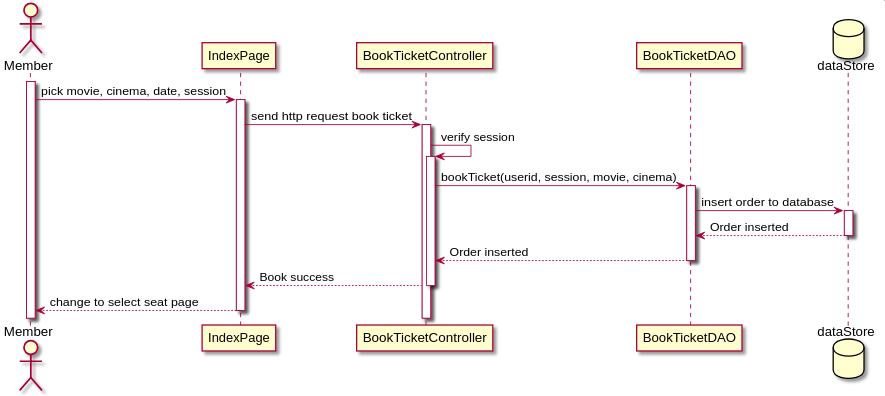 Member
IndexPage
BookTicketController
BookTicketDAO
dataStore
pick movie, cinema, date, session
send http request book ticket
verify session
bookTicket(userid, session, movie, cinema)
insert order to database
Order inserted
Order inserted
Book success
change to select seat page
Member
IndexPage
BookTicketController
BookTicketDAO
dataStore